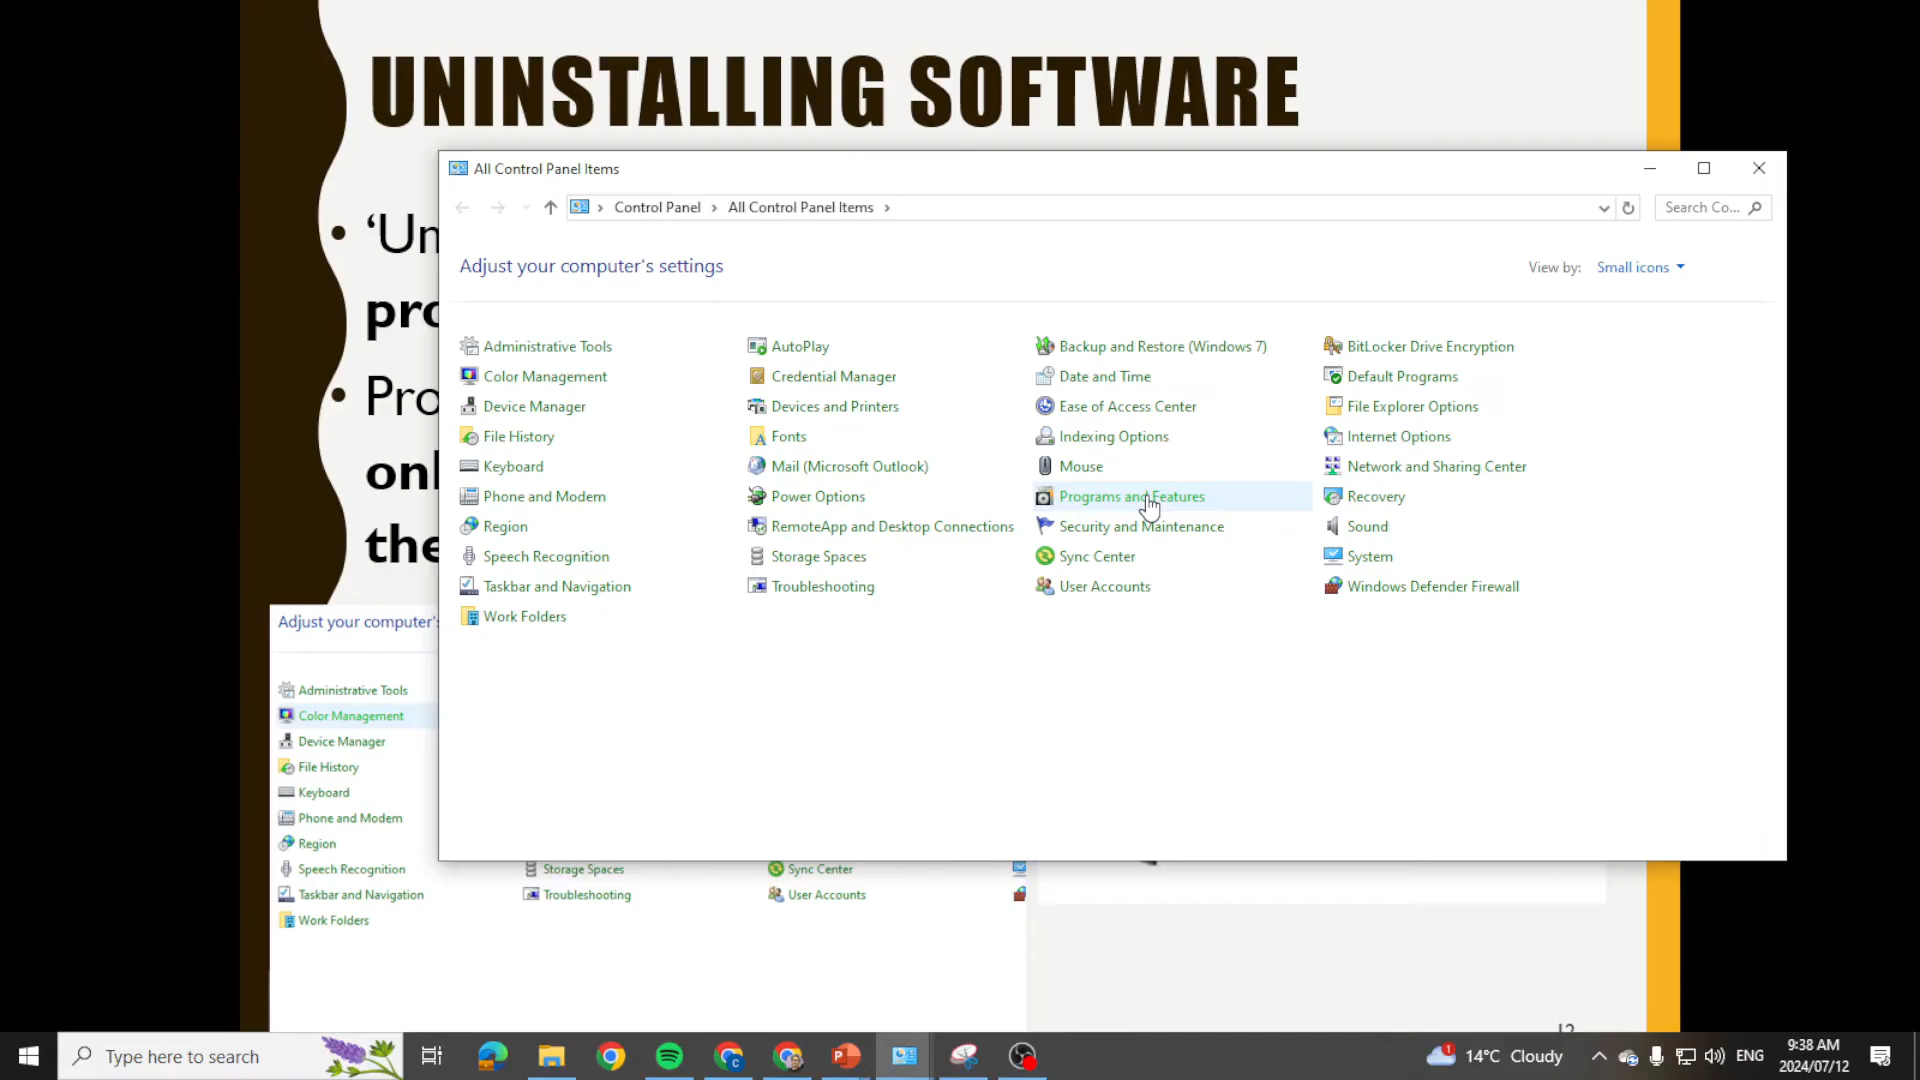 UNINSTALLING SOFTWARE
• ‘Un
pro
• Pro
onl
the
All Control Panel Items
Control Panel > All Control Panel Items >
Search Co...
Adjust your computer's settings
View by: Small icons
Administrative Tools
AutoPlay
Backup and Restore (Windows 7)
BitLocker Drive Encryption
Color Management
Credential Manager
Date and Time
Default Programs
Device Manager
Devices and Printers
Ease of Access Center
File Explorer Options
File History
Fonts
Indexing Options
Internet Options
Keyboard
Mail (Microsoft Outlook)
Mouse
Network and Sharing Center
Phone and Modem
Power Options
Programs and Features
Recovery
Region
RemoteApp and Desktop Connections
Security and Maintenance
Sound
Speech Recognition
Storage Spaces
Sync Center
System
Taskbar and Navigation
Troubleshooting
User Accounts
Windows Defender Firewall
Work Folders
Adjust your computer's
Administrative Tools
Color Management
Device Manager
File History
Keyboard
Phone and Modem
Region
Speech Recognition
Storage Spaces
Sync Center
Taskbar and Navigation
Troubleshooting
User Accounts
Work Folders
Type here to search
14°C Cloudy
ENG
9:38 AM
2024/07/12